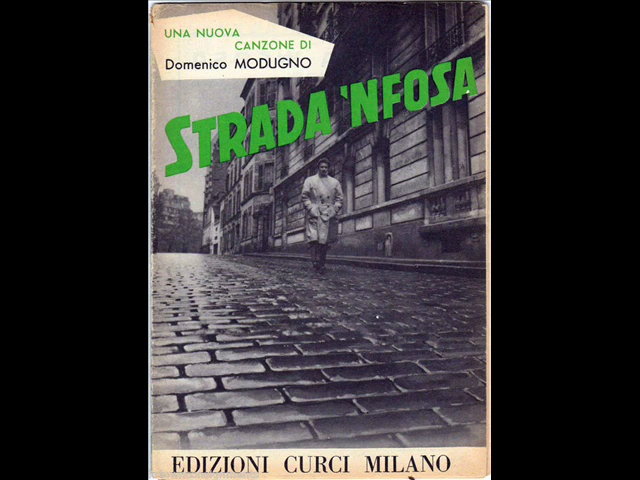 UNA NUOVA
CANZONE DI
Domenico MODUGNO
STRADA 'NFOSA
EDIZIONI CURCI MILANO